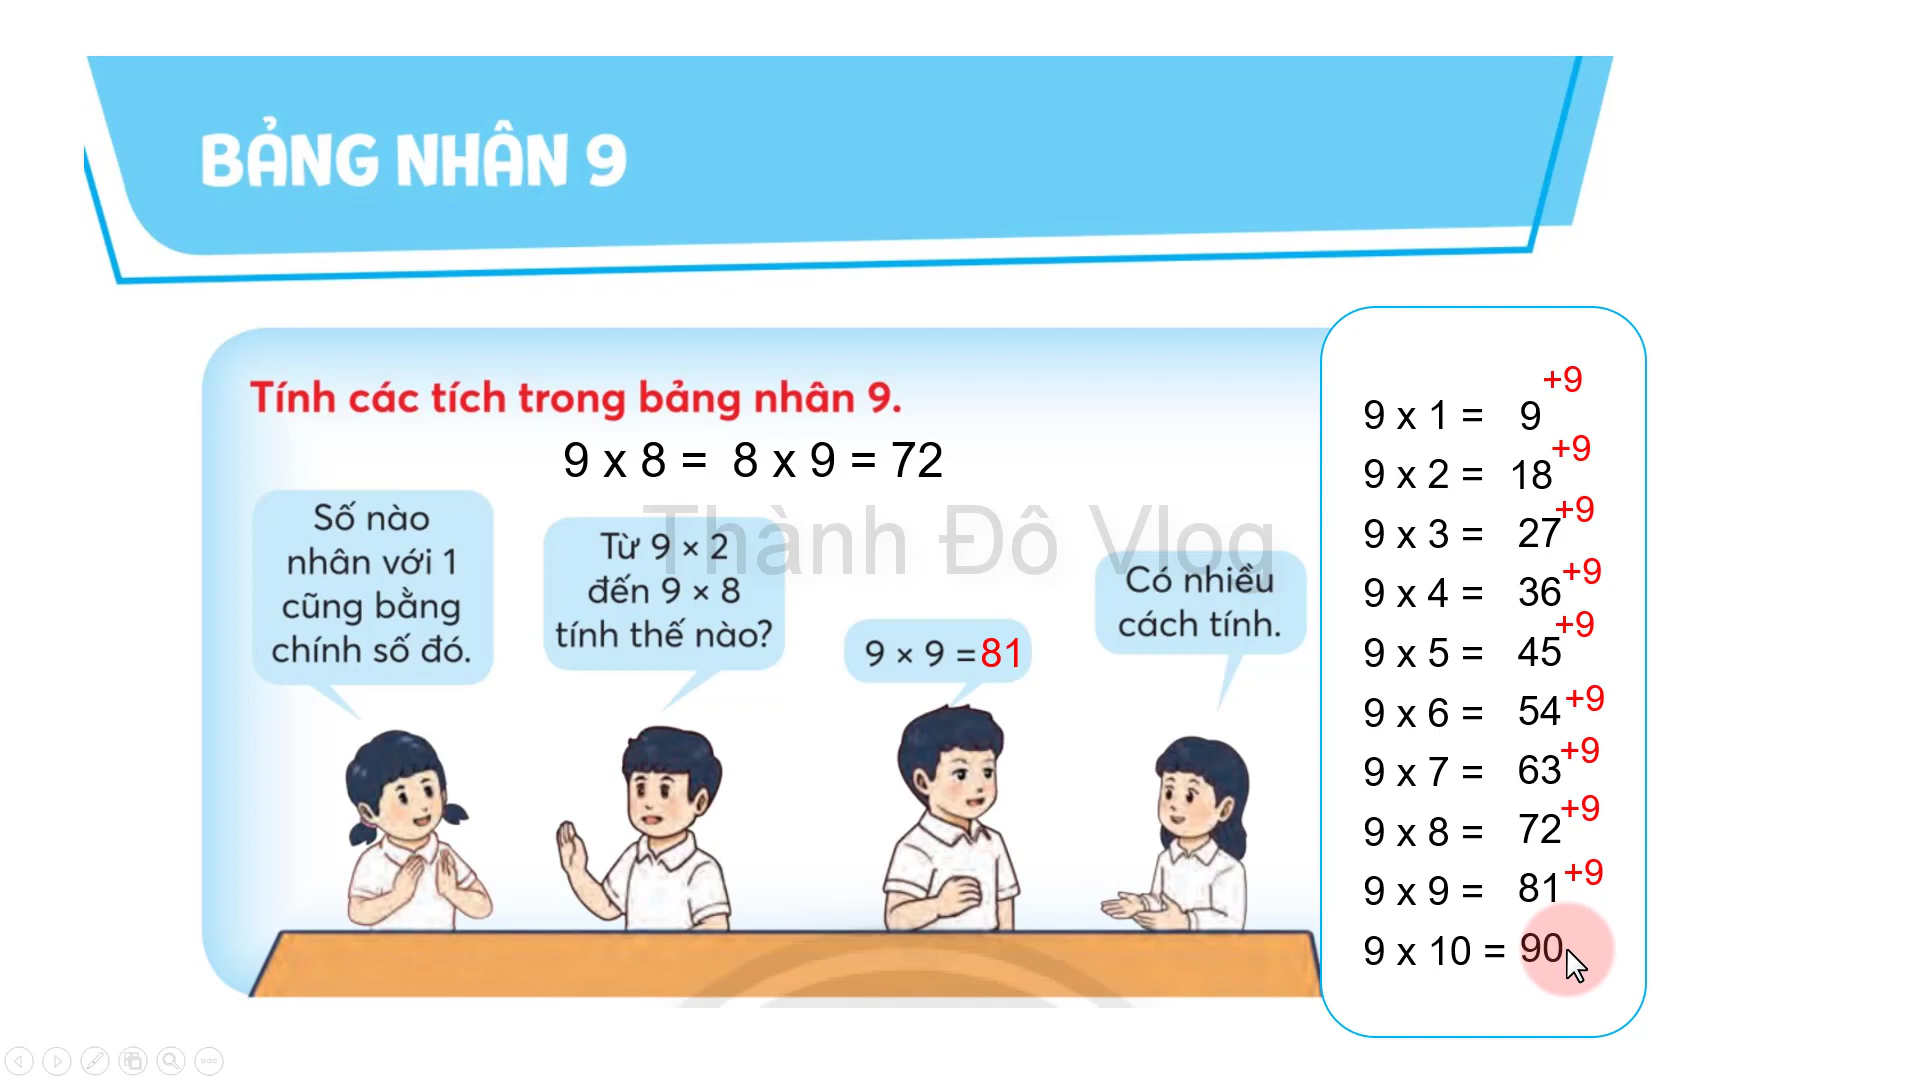 BẢNG NHÂN 9
Tính các tích trong bảng nhân 9.
9 x 8 = 8 x 9 = 72
Số nào
nhân với 1
cũng bằng
chính số đó.
Từ 9 × 2
đến 9 × 8
tính thế nào?
9 × 9 = 81
Có nhiều
cách tính.
Thành Đô Vlog
9 x 1 = 9 +9
9 x 2 = 18 +9
9 x 3 = 27 +9
9 x 4 = 36 +9
9 x 5 = 45 +9
9 x 6 = 54 +9
9 x 7 = 63 +9
9 x 8 = 72 +9
9 x 9 = 81 +9
9 x 10 = 90